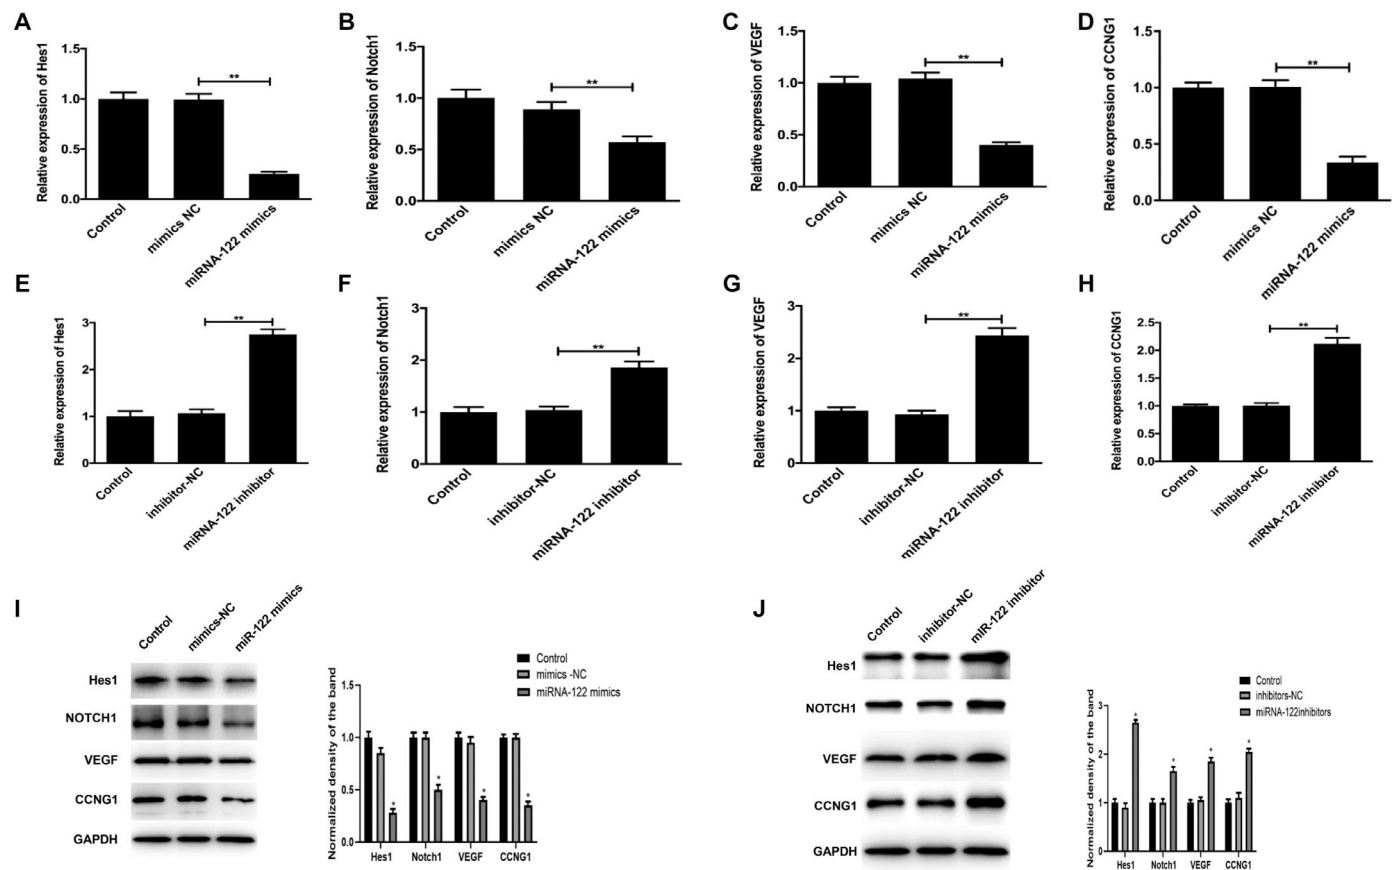 A
Relative expression of Hes1
1.5
1.0
0.5
0.0
**
Control
mimics NC
miRNA-122 mimics
B
Relative expression of Notch1
1.5
1.0
0.5
0.0
**
Control
mimics NC
miRNA-122 mimics
C
Relative expression of VEGF
1.5
1.0
0.5
0.0
**
Control
mimics NC
miRNA-122 mimics
D
Relative expression of CCNG1
1.5
1.0
0.5
0.0
**
Control
mimics NC
miRNA-122 mimics
E
Relative expression of Hes1
3
2
1
0
**
Control
inhibitor-NC
miRNA-122 inhibitor
F
Relative expression of Notch1
3
2
1
0
**
Control
inhibitor-NC
miRNA-122 inhibitor
G
Relative expression of VEGF
3
2
1
0
**
Control
inhibitor-NC
miRNA-122 inhibitor
H
Relative expression of CCNG1
2.5
2.0
1.5
1.0
0.5
0.0
**
Control
inhibitor-NC
miRNA-122 inhibitor
I
Control
mimics-NC
miR-122 mimics
Hes1
NOTCH1
VEGF
CCNG1
GAPDH
Control
mimics -NC
miRNA-122 mimics
Normalized density of the band
1.5
1.0
0.5
0.0
*
*
*
*
Hes1
Notch1
VEGF
CCNG1
J
Control
inhibitor-NC
miR-122 inhibitor
Hes1
NOTCH1
VEGF
CCNG1
GAPDH
Control
inhibitors-NC
miRNA-122inhibitors
Normalized density of the band
3
2
1
0
*
*
*
*
Hes1
Notch1
VEGF
CCNG1